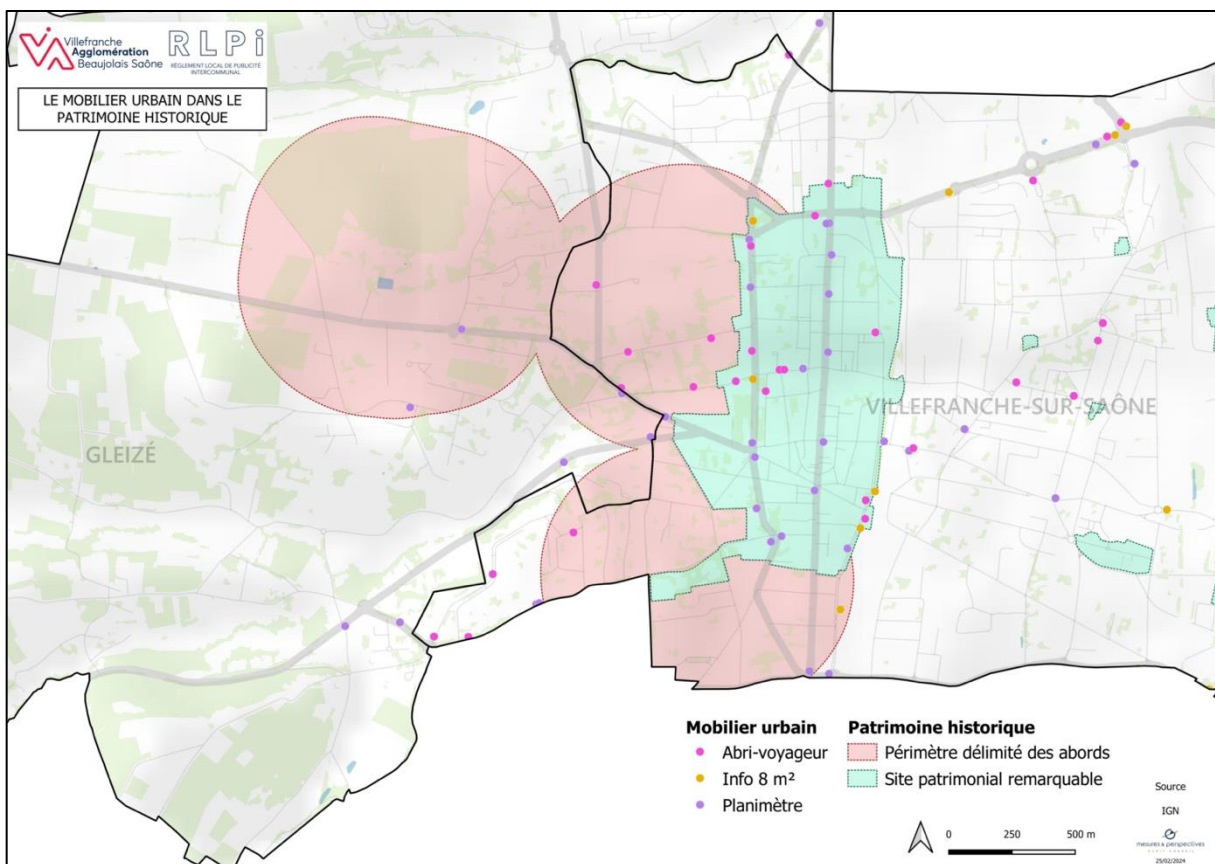 Villefranche
Agglomération
Beaujolais Saône
RLPi
RÈGLEMENT LOCAL DE PUBLICITÉ
INTERCOMMUNAL
LE MOBILIER URBAIN DANS LE
PATRIMOINE HISTORIQUE
GLEIZÉ
VILLEFRANCHE-SUR-SAÔNE
Mobilier urbain
Abri-voyageur
Info 8 m²
Planimètre
Patrimoine historique
Périmètre délimité des abords
Site patrimonial remarquable
0 250 500 m
Source
IGN
mesures & perspectives
25/02/2024